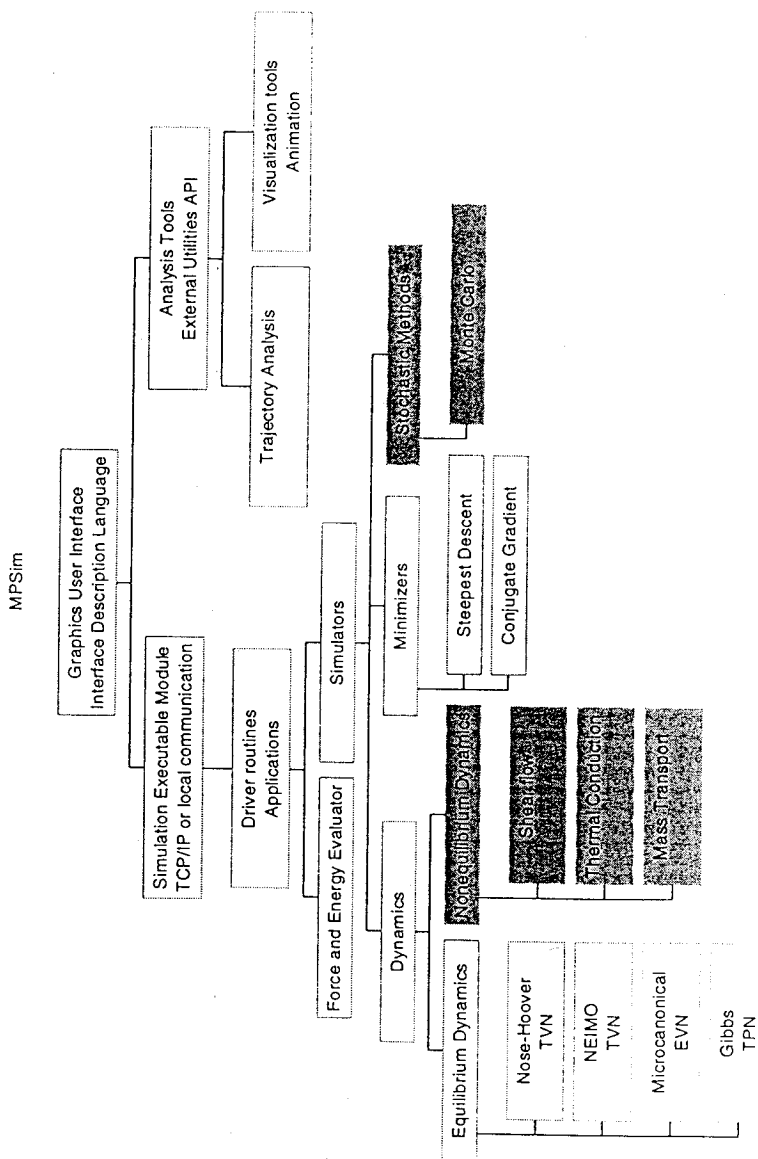 MPSim
Graphics User Interface
Interface Description Language
Simulation Executable Module
TCP/IP or local communication
Analysis Tools
External Utilities API
Driver routines
Applications
Trajectory Analysis
Visualization tools
Animation
Force and Energy Evaluator
Simulators
Dynamics
Minimizers
Stochastic Methods
Equilibrium Dynamics
Nonequilibrium Dynamics
Steepest Descent
Conjugate Gradient
Monte Carlo
Nose-Hoover
TVN
NEIMO
TVN
Microcanonical
EVN
Gibbs
TPN
Shear flow
Thermal Conduction
Mass Transport